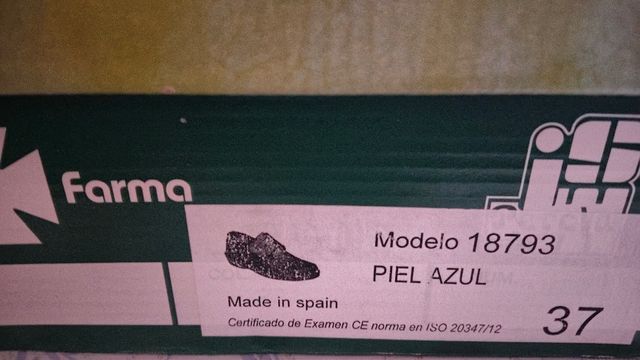 Farma
Modelo 18793
PIEL AZUL
Made in spain
Certificado de Examen CE norma en ISO 20347/12
37